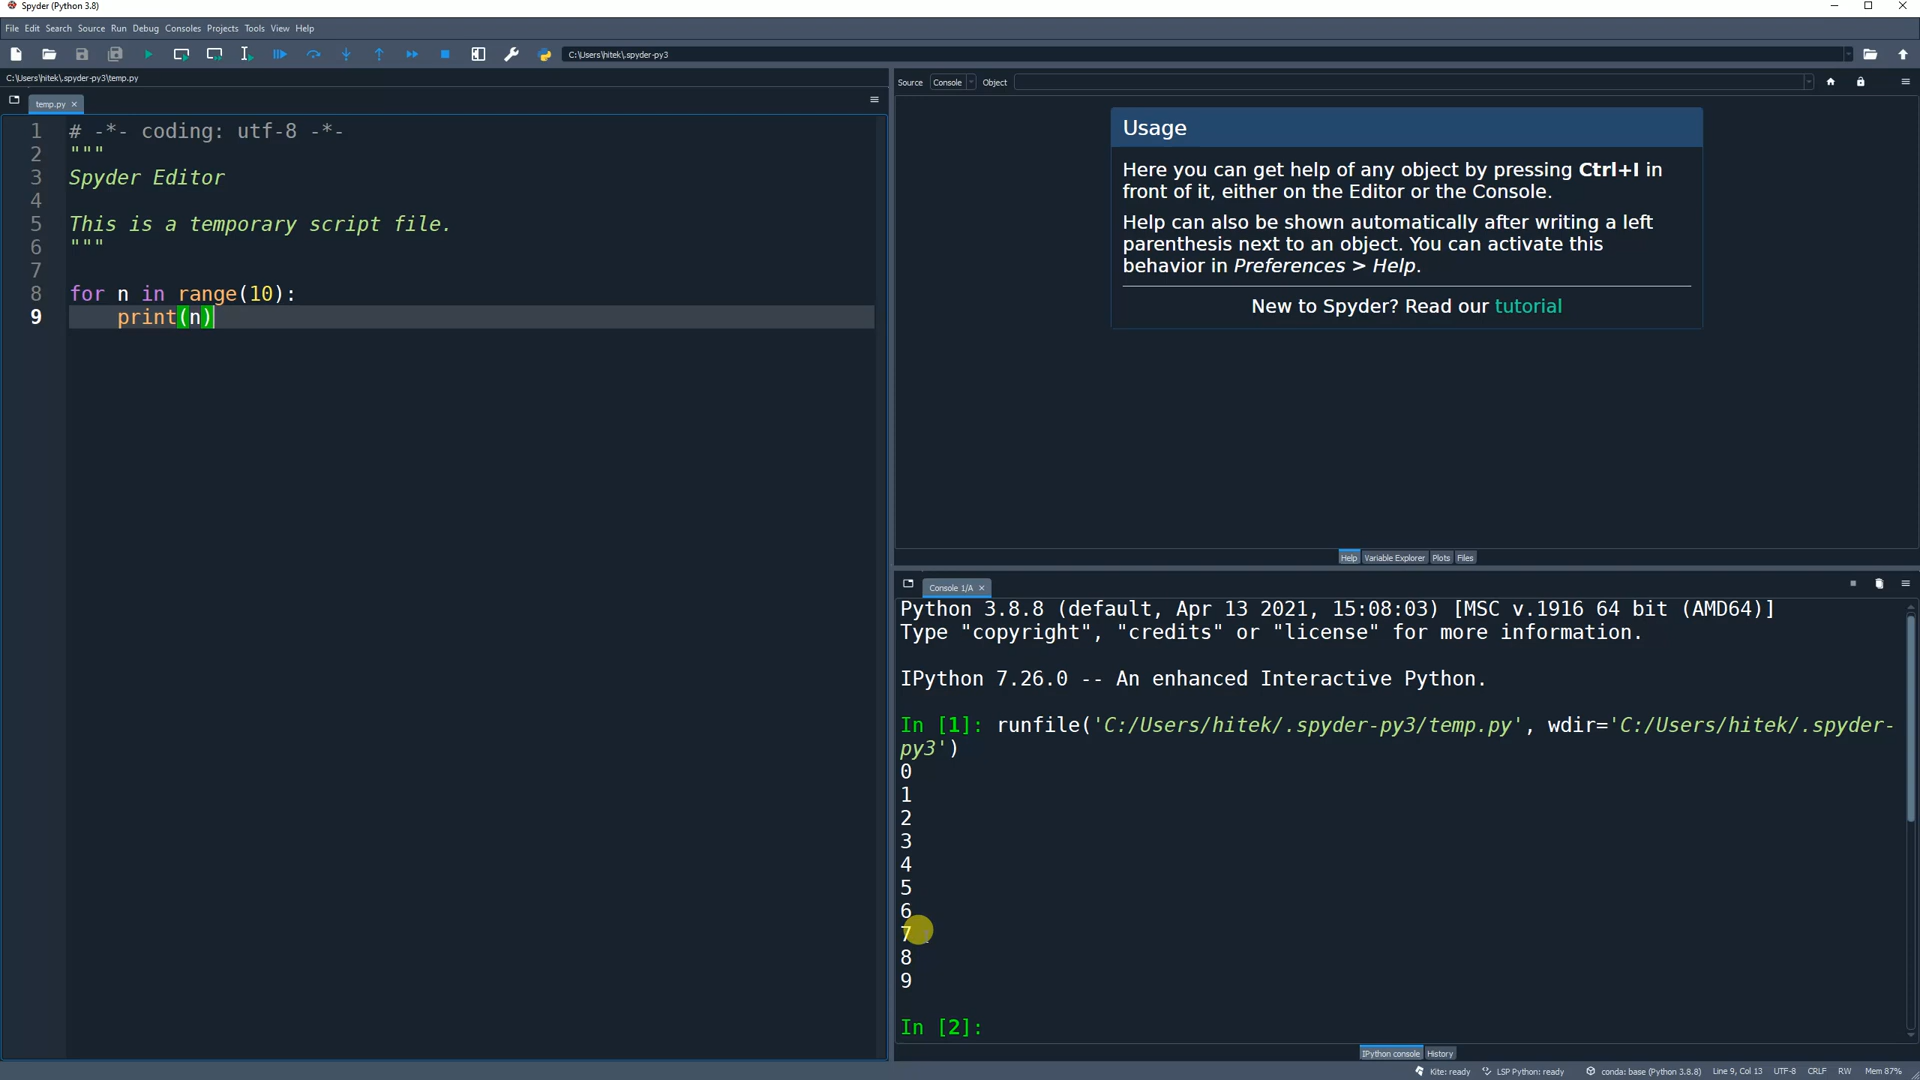 Spyder (Python 3.8)
File Edit Search Source Run Debug Consoles Projects Tools View Help
C:\Users\hitek\.spyder-py3
C:\Users\hitek\.spyder-py3\temp.py
temp.py
1 # -*- coding: utf-8 -*-
2 """
3 Spyder Editor
4
5 This is a temporary script file.
6 """
7
8 for n in range(10):
9 print(n)
Source Console Object
Usage
Here you can get help of any object by pressing Ctrl+I in
front of it, either on the Editor or the Console.
Help can also be shown automatically after writing a left
parenthesis next to an object. You can activate this
behavior in Preferences > Help.
New to Spyder? Read our tutorial
Help Variable Explorer Plots Files
Console 1/A
Python 3.8.8 (default, Apr 13 2021, 15:08:03) [MSC v.1916 64 bit (AMD64)]
Type "copyright", "credits" or "license" for more information.
IPython 7.26.0 -- An enhanced Interactive Python.
In [1]: runfile('C:/Users/hitek/.spyder-py3/temp.py', wdir='C:/Users/hitek/.spyder-
py3')
0
1
2
3
4
5
6
7
8
9
In [2]:
IPython console History
Kite: ready LSP Python: ready conda: base (Python 3.8.8) Line 9, Col 13 UTF-8 CRLF RW Mem 87%